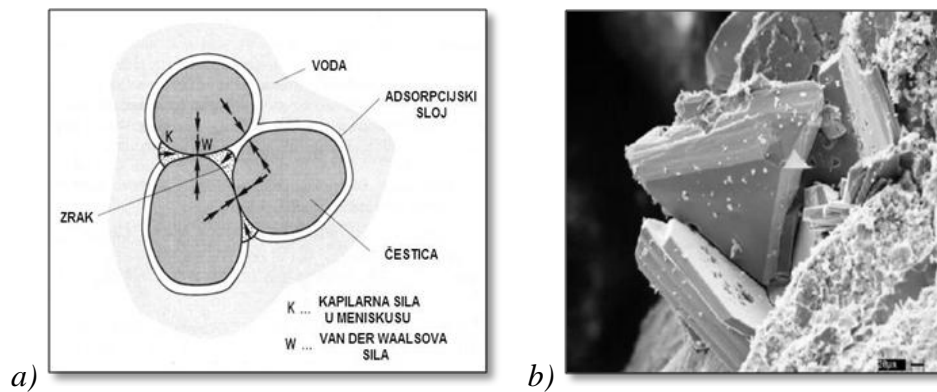 VODA
ADSORPCIJSKI
SLOJ
K
W
ZRAK
ČESTICA
K ... KAPILARNA SILA
U MENISKUSU
W ... VAN DER WAALSOVA
SILA
a)
b)